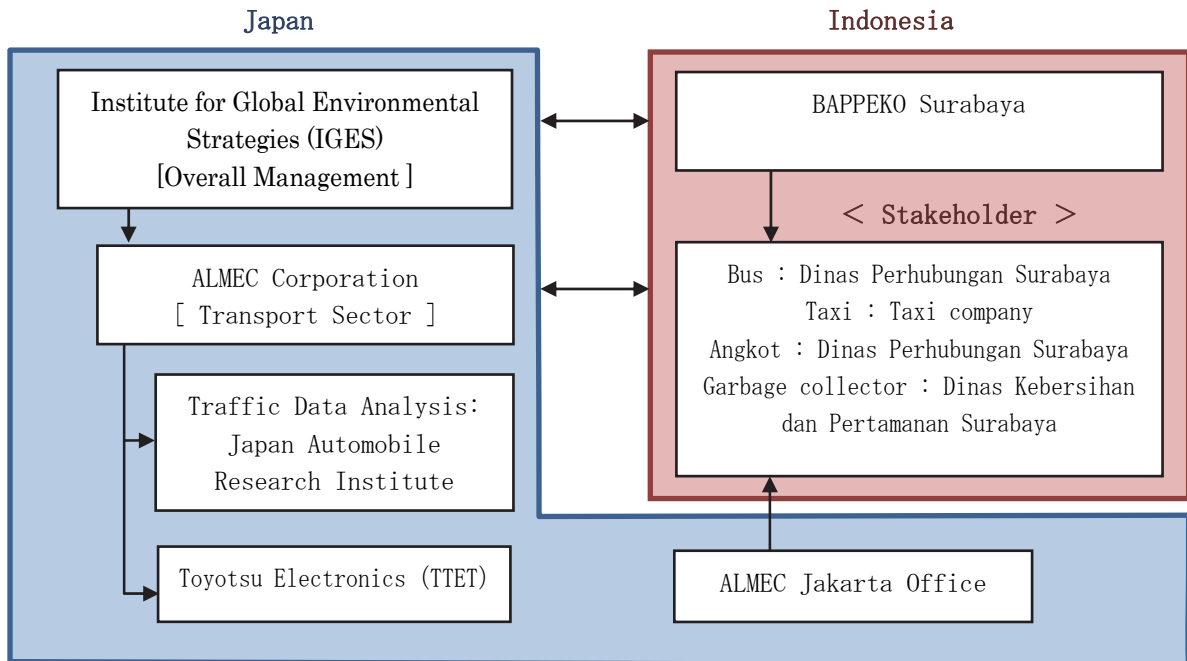 Japan
Indonesia
Institute for Global Environmental
Strategies (IGES)
[Overall Management ]
BAPPEKO Surabaya
< Stakeholder >
ALMEC Corporation
[ Transport Sector ]
Bus : Dinas Perhubungan Surabaya
Taxi : Taxi company
Angkot : Dinas Perhubungan Surabaya
Garbage collector : Dinas Kebersihan
dan Pertamanan Surabaya
Traffic Data Analysis:
Japan Automobile
Research Institute
Toyotsu Electronics (TTET)
ALMEC Jakarta Office